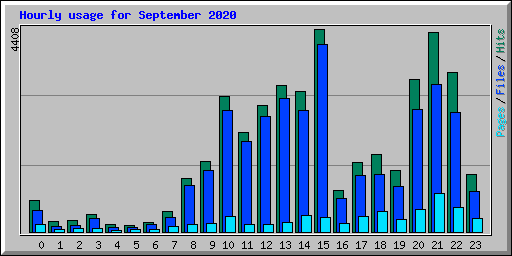 Hourly usage for September 2020
4408
Pages / Files / Hits
0 1 2 3 4 5 6 7 8 9 10 11 12 13 14 15 16 17 18 19 20 21 22 23